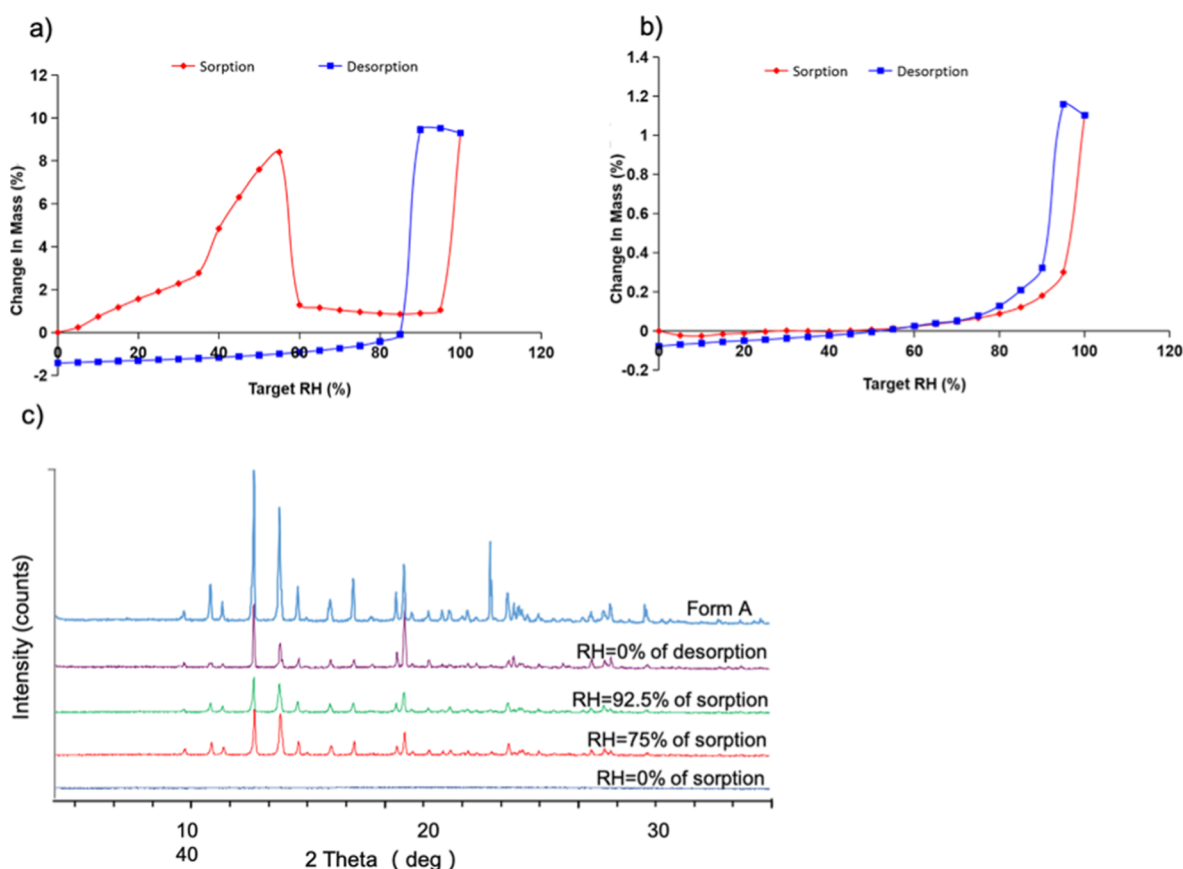 a)
Sorption Desorption
12
10
8
6
4
2
0
-2
0 20 40 60 80 100 120
Change In Mass (%)
Target RH (%)
b)
Sorption Desorption
1.4
1.2
1
0.8
0.6
0.4
0.2
0
-0.2
0 20 40 60 80 100 120
Change In Mass (%)
Target RH (%)
c)
Intensity (counts)
Form A
RH=0% of desorption
RH=92.5% of sorption
RH=75% of sorption
RH=0% of sorption
10 20 30
40
2 Theta ( deg )